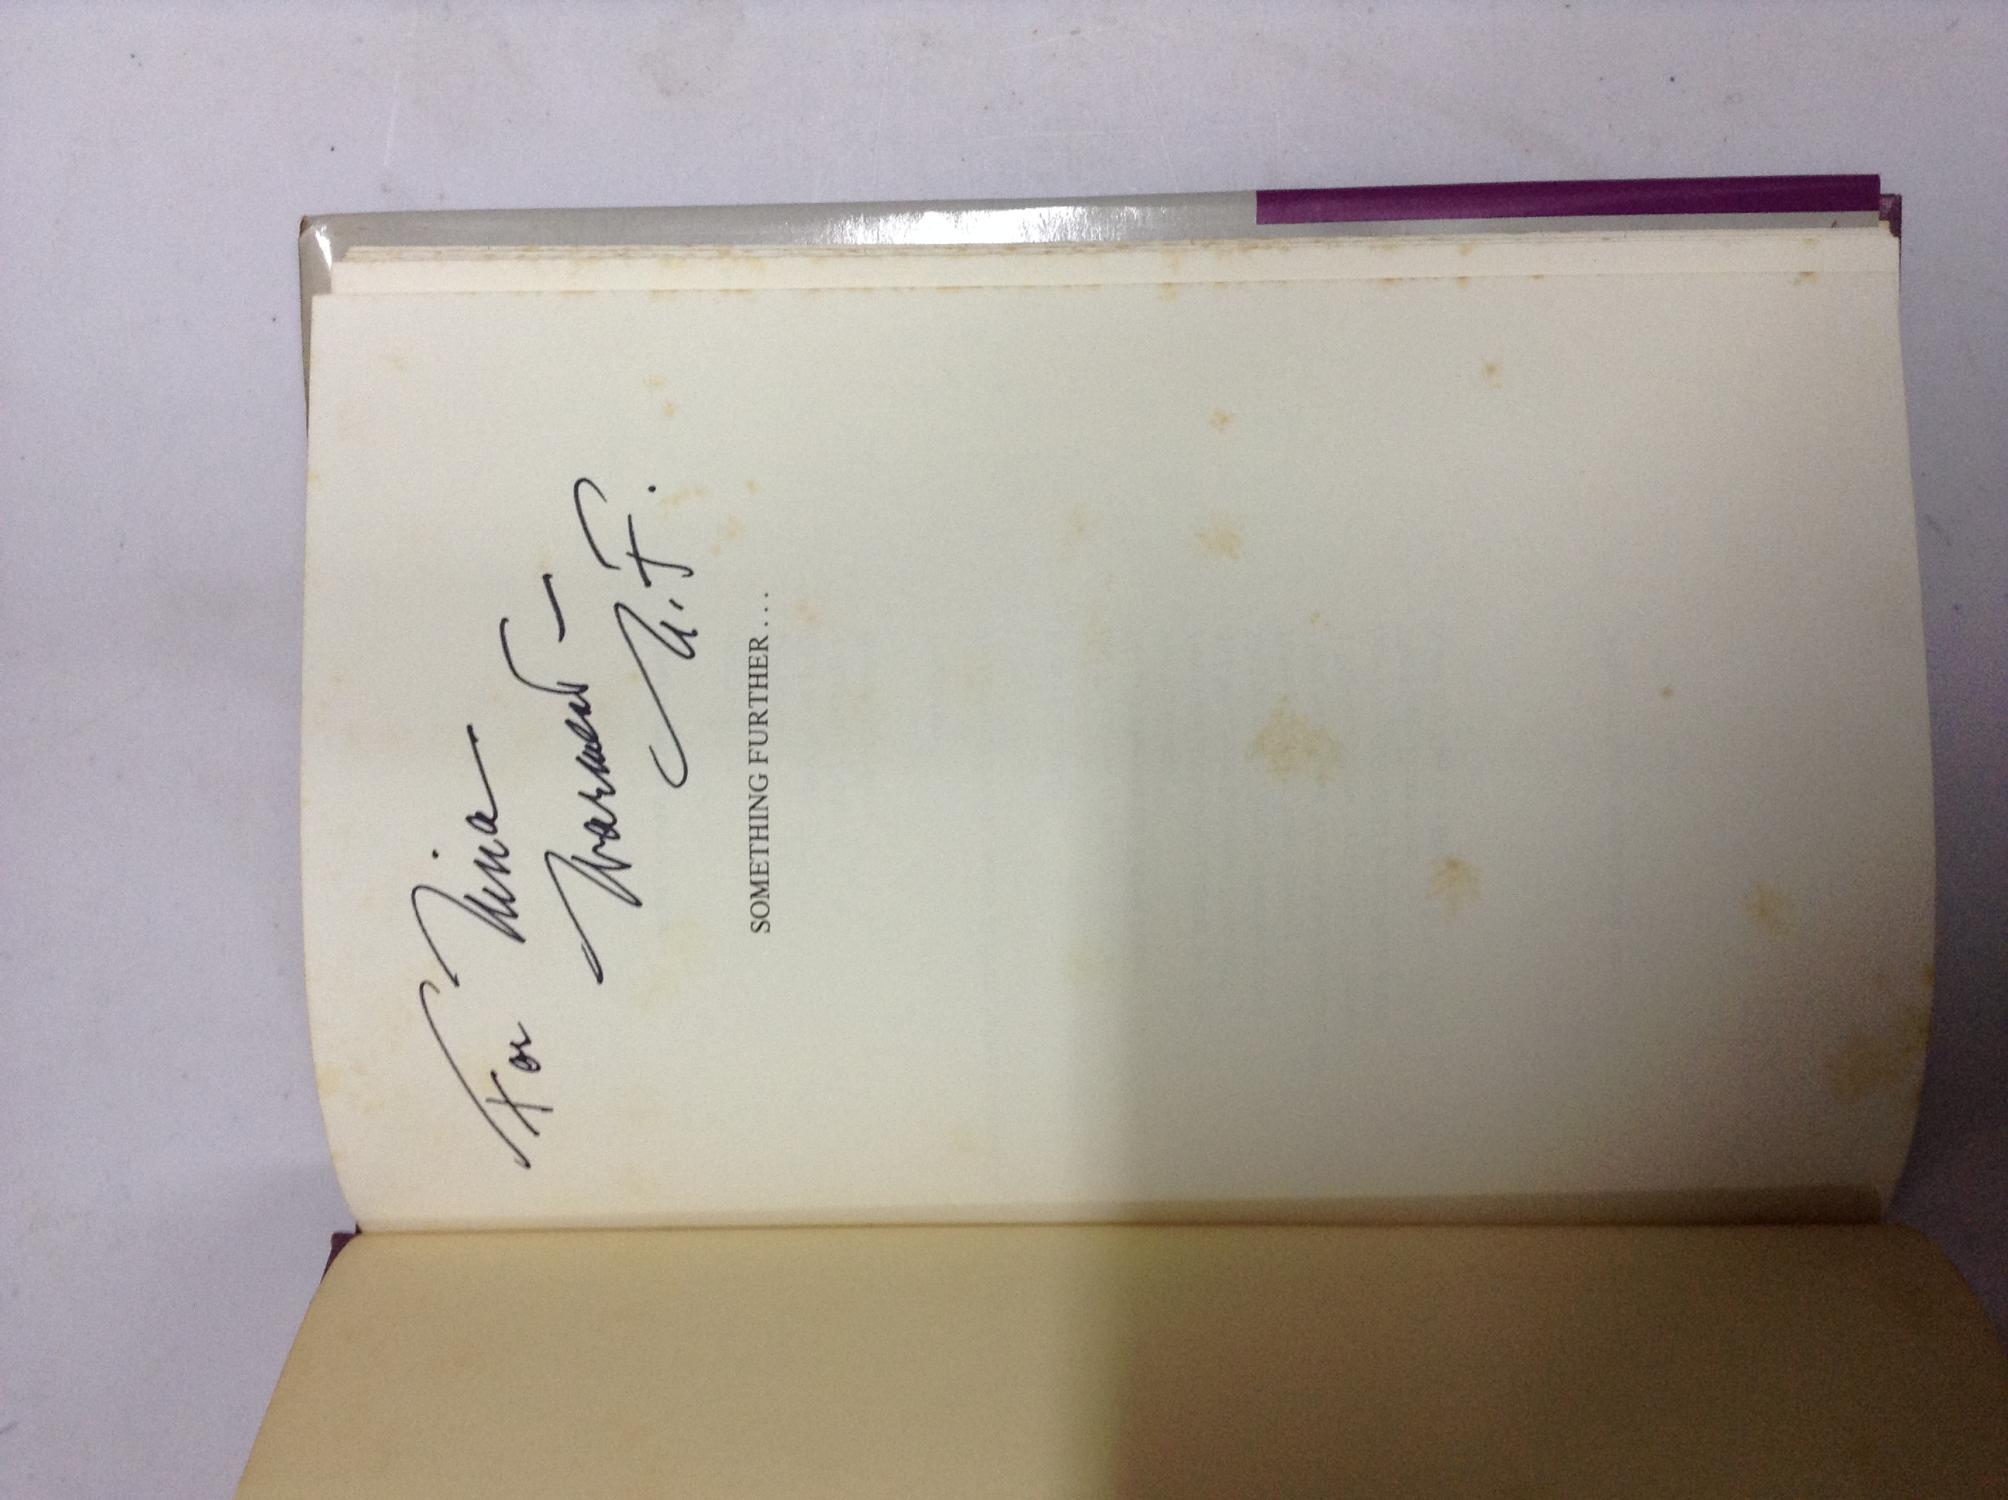 For Nina
Warmest –
N.F.
SOMETHING FURTHER....